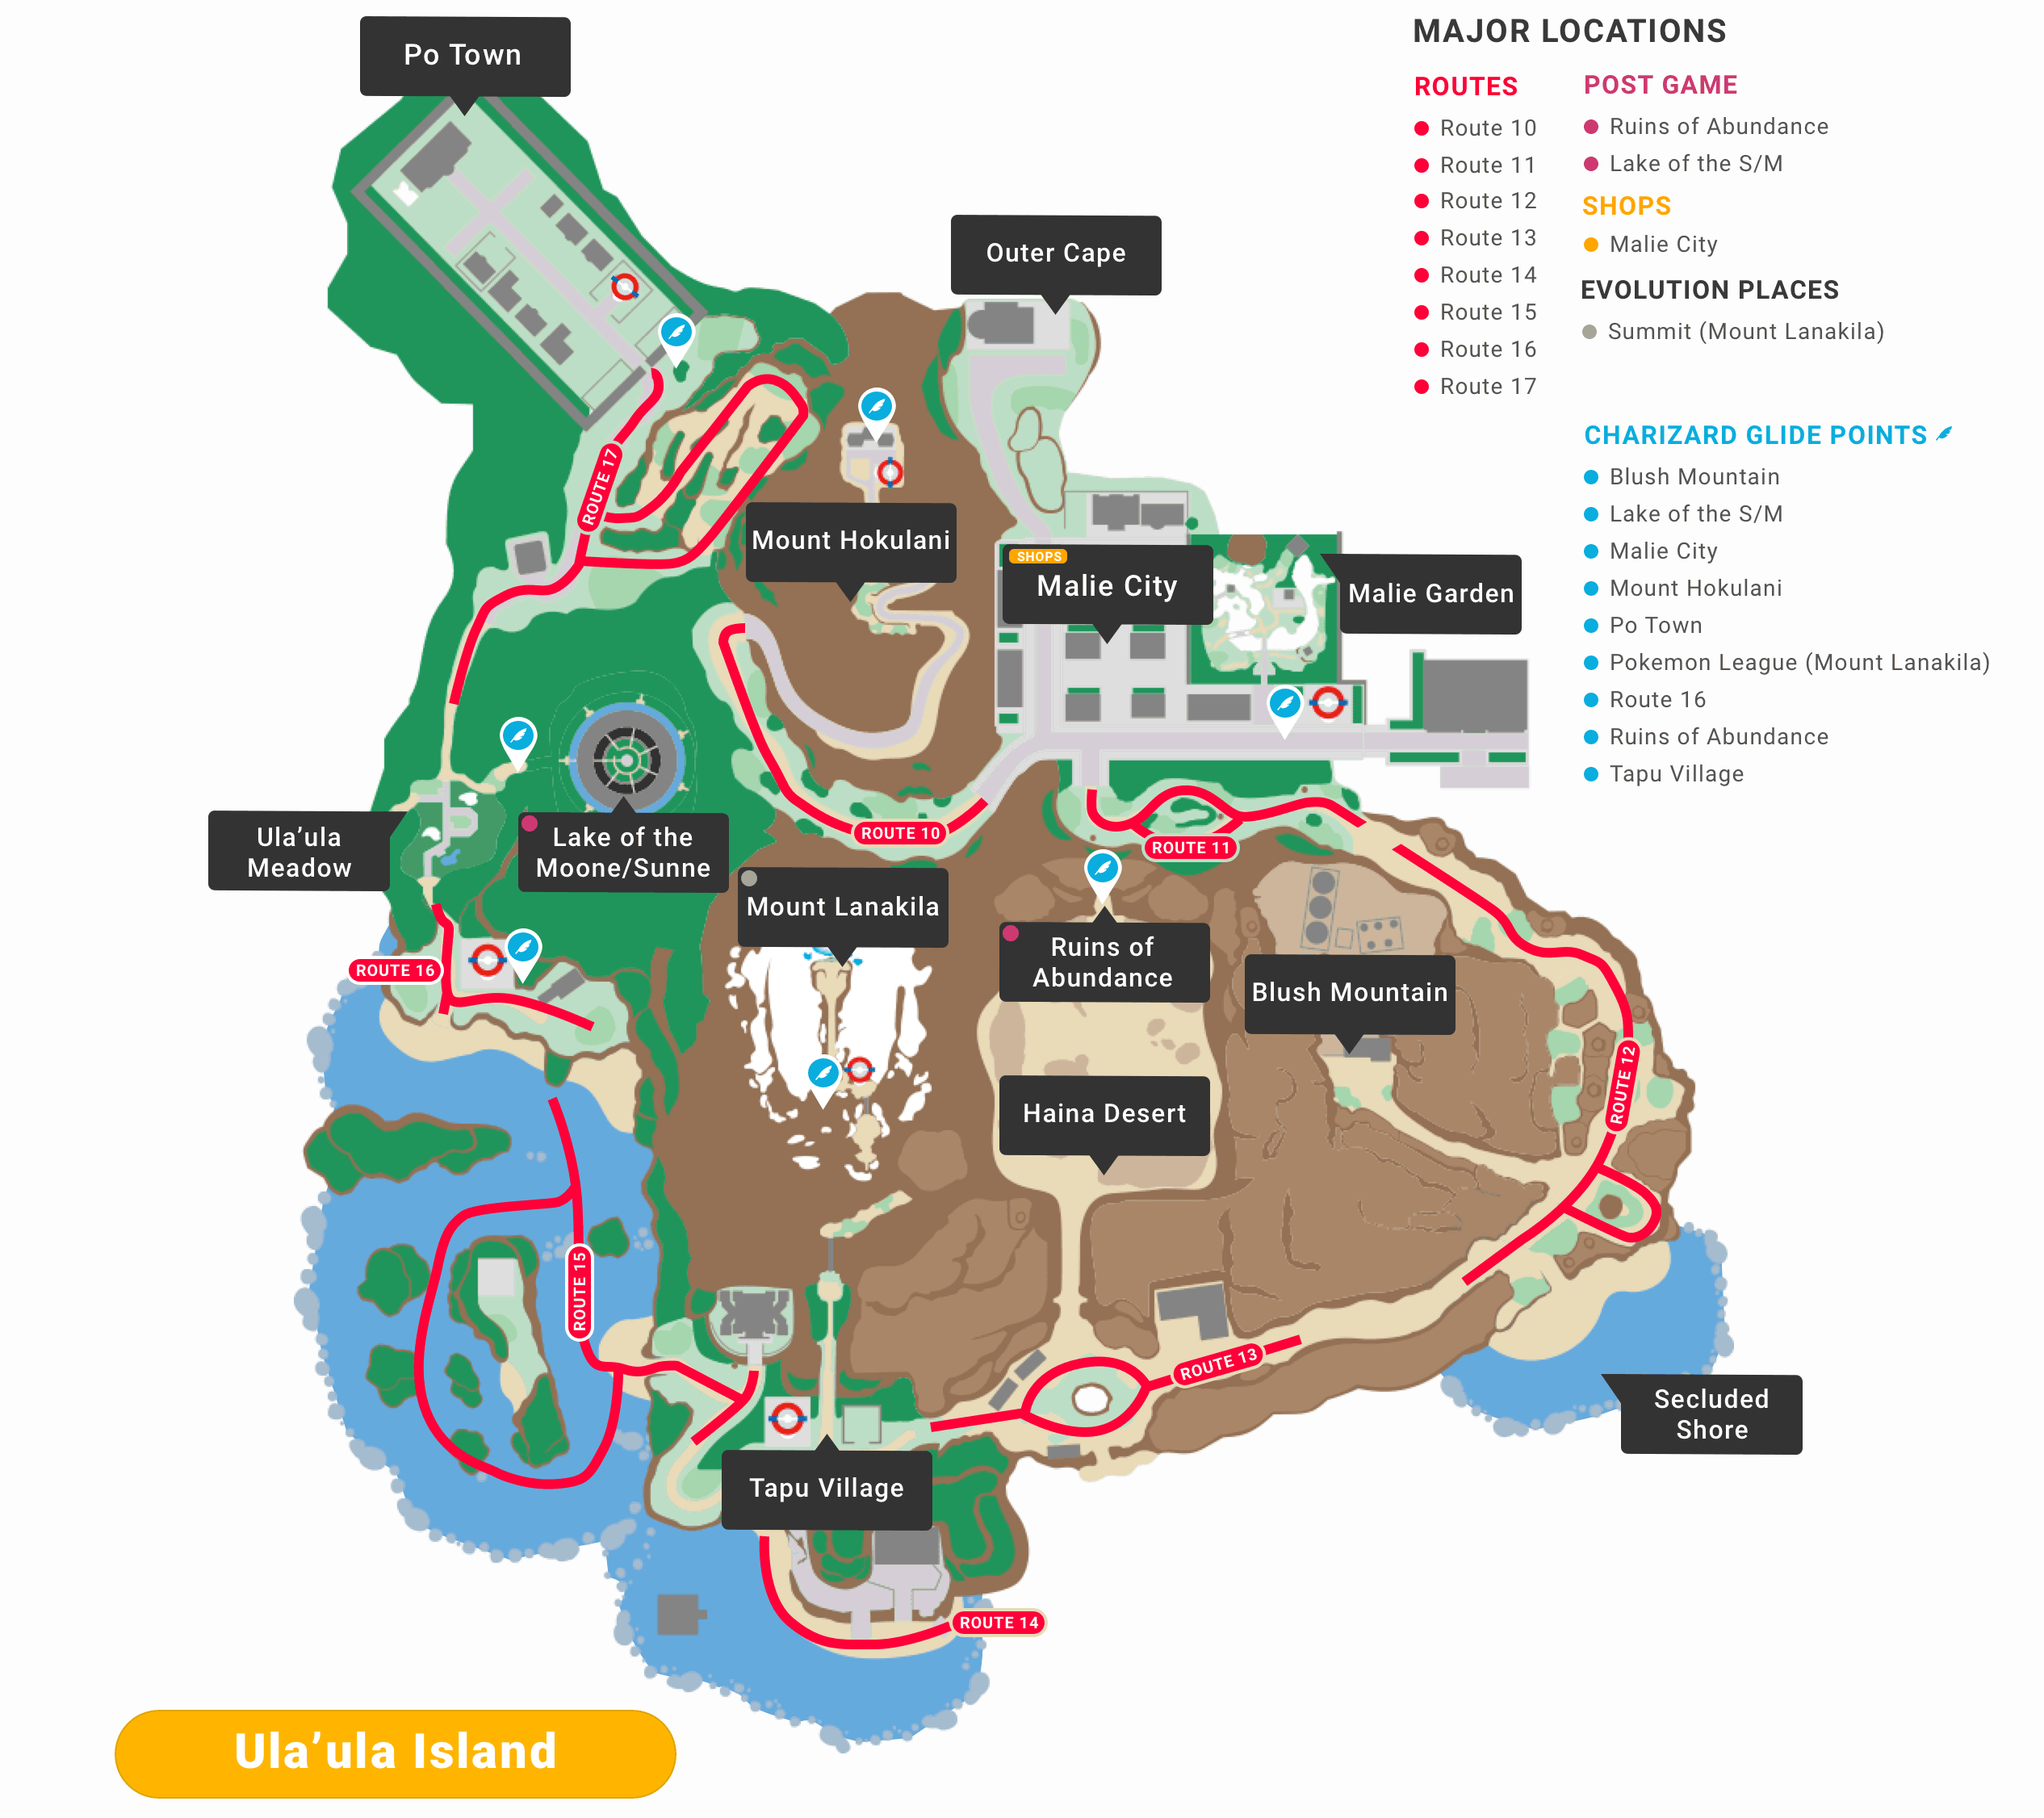 Po Town
MAJOR LOCATIONS
ROUTES
Route 10
Route 11
Route 12
Route 13
Route 14
Route 15
Route 16
Route 17
POST GAME
Ruins of Abundance
Lake of the S/M
SHOPS
Malie City
EVOLUTION PLACES
Summit (Mount Lanakila)
CHARIZARD GLIDE POINTS
Blush Mountain
Lake of the S/M
Malie City
Mount Hokulani
Po Town
Pokemon League (Mount Lanakila)
Route 16
Ruins of Abundance
Tapu Village
Outer Cape
ROUTE 17
Mount Hokulani
SHOPS
Malie City
Malie Garden
Ula’ula
Meadow
Lake of the
Moone/Sunne
ROUTE 10
ROUTE 11
Mount Lanakila
Ruins of
Abundance
ROUTE 16
Blush Mountain
Haina Desert
ROUTE 12
ROUTE 15
ROUTE 13
Secluded
Shore
Tapu Village
ROUTE 14
Ula’ula Island